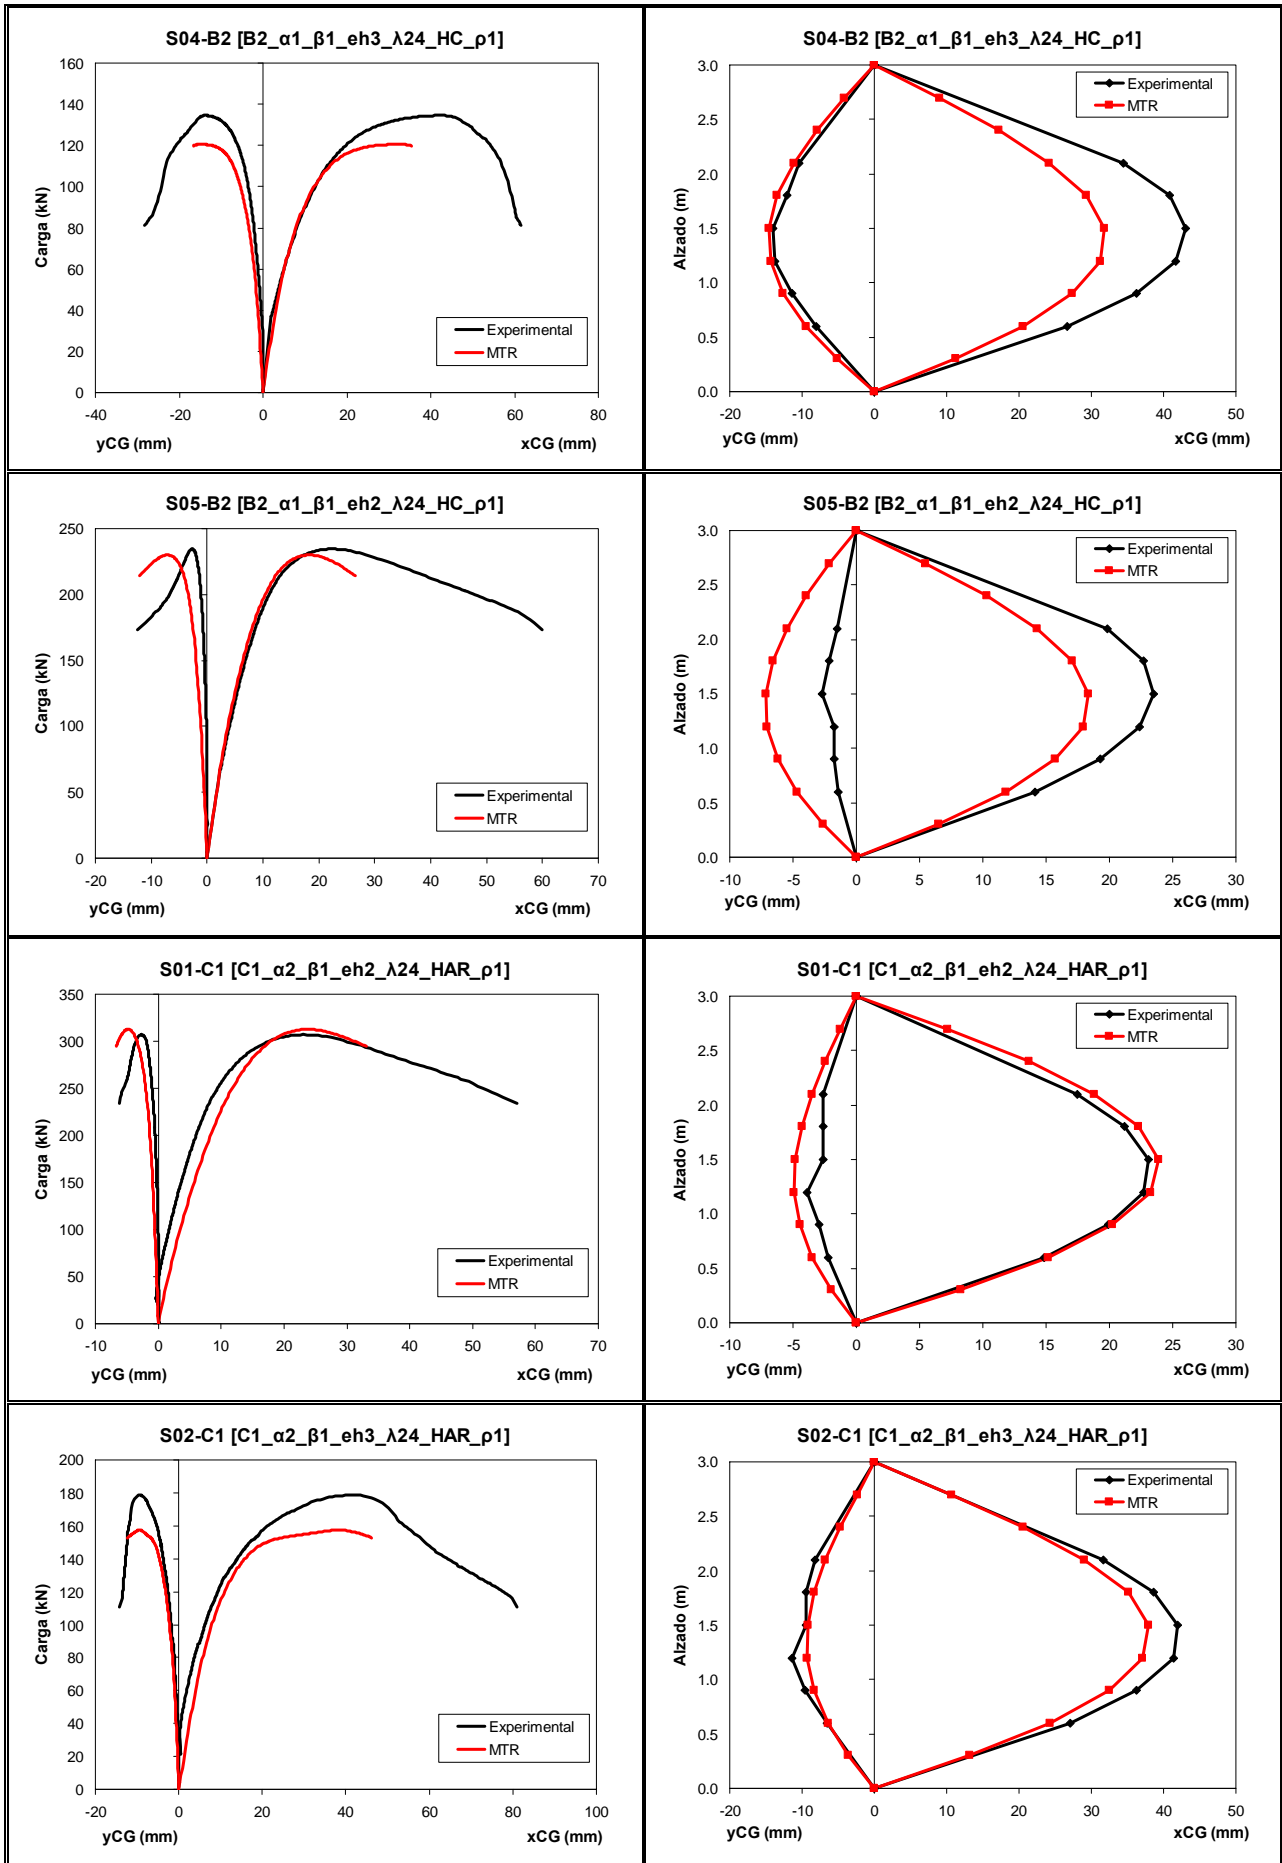 S04-B2 [B2_α1_β1_eh3_λ24_HC_ρ1]
160
140
120
100
80
60
40
20
0
Carga (kN)
Experimental
MTR
-40 -20 0 20 40 60 80
yCG (mm) xCG (mm)
S04-B2 [B2_α1_β1_eh3_λ24_HC_ρ1]
3.0
2.5
2.0
1.5
1.0
0.5
0.0
Alzado (m)
Experimental
MTR
-20 -10 0 10 20 30 40 50
yCG (mm) xCG (mm)
S05-B2 [B2_α1_β1_eh2_λ24_HC_ρ1]
250
200
150
100
50
0
Carga (kN)
Experimental
MTR
-20 -10 0 10 20 30 40 50 60 70
yCG (mm) xCG (mm)
S05-B2 [B2_α1_β1_eh2_λ24_HC_ρ1]
3.0
2.5
2.0
1.5
1.0
0.5
0.0
Alzado (m)
Experimental
MTR
-10 -5 0 5 10 15 20 25 30
yCG (mm) xCG (mm)
S01-C1 [C1_α2_β1_eh2_λ24_HAR_ρ1]
350
300
250
200
150
100
50
0
Carga (kN)
Experimental
MTR
-10 0 10 20 30 40 50 60 70
yCG (mm) xCG (mm)
S01-C1 [C1_α2_β1_eh2_λ24_HAR_ρ1]
3.0
2.5
2.0
1.5
1.0
0.5
0.0
Alzado (m)
Experimental
MTR
-10 -5 0 5 10 15 20 25 30
yCG (mm) xCG (mm)
S02-C1 [C1_α2_β1_eh3_λ24_HAR_ρ1]
200
180
160
140
120
100
80
60
40
20
0
Carga (kN)
Experimental
MTR
-20 0 20 40 60 80 100
yCG (mm) xCG (mm)
S02-C1 [C1_α2_β1_eh3_λ24_HAR_ρ1]
3.0
2.5
2.0
1.5
1.0
0.5
0.0
Alzado (m)
Experimental
MTR
-20 -10 0 10 20 30 40 50
yCG (mm) xCG (mm)